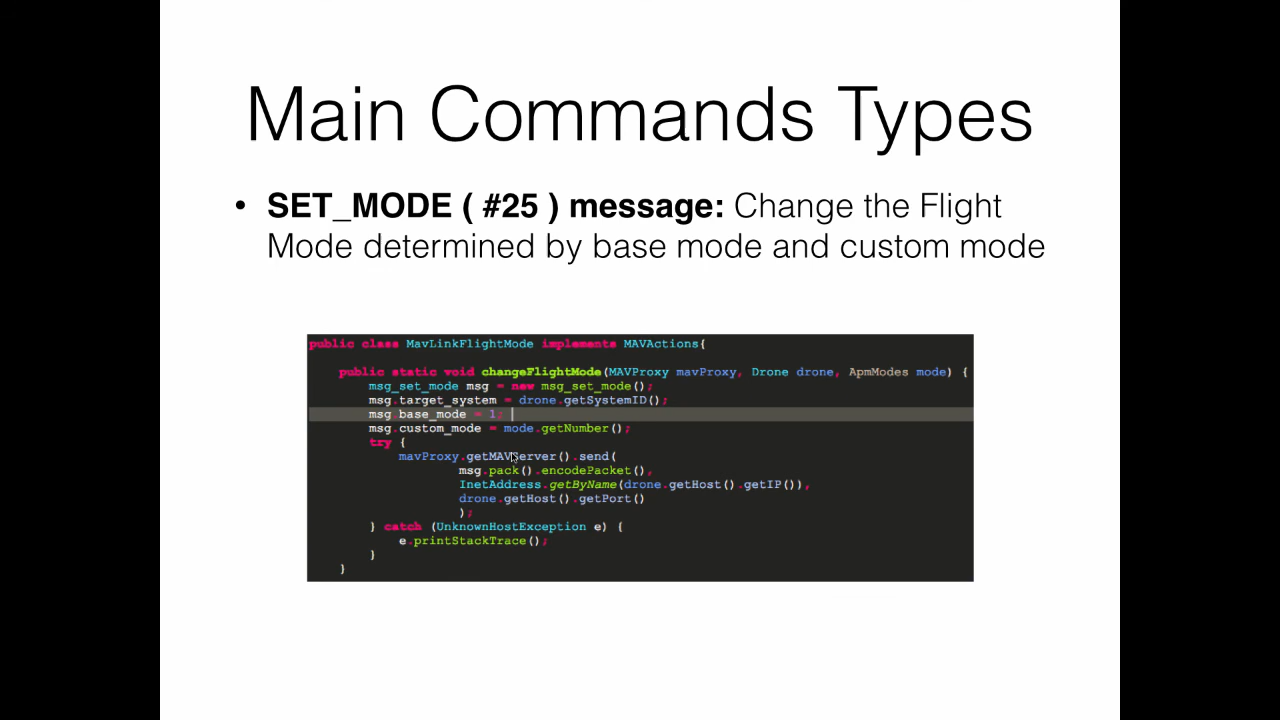 Main Commands Types
• SET_MODE ( #25 ) message: Change the Flight
Mode determined by base mode and custom mode
public class MavLinkFlightMode implements MAVActions{
public static void changeFlightMode(MAVProxy mavProxy, Drone drone, ApmModes mode) {
msg_set_mode msg = new msg_set_mode();
msg.target_system = drone.getSystemID();
msg.base_mode = 1;
msg.custom_mode = mode.getNumber();
try {
mavProxy.getMAVServer().send(
msg.pack().encodePacket(),
InetAddress.getByName(drone.getHost().getIP()),
drone.getHost().getPort()
);
} catch (UnknownHostException e) {
e.printStackTrace();
}
}